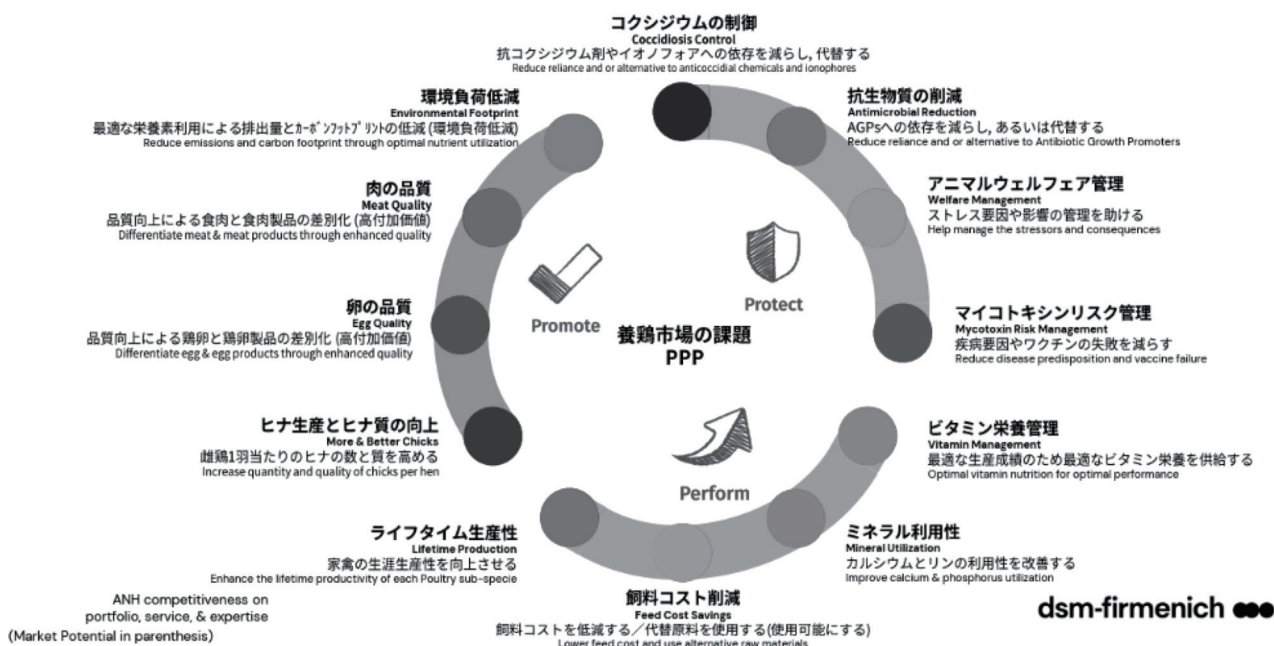 コクシジウムの制御
Coccidiosis Control
抗コクシジウム剤やイオノフォアへの依存を減らし, 代替する
Reduce reliance and or alternative to anticoccidial chemicals and ionophores
抗生物質の削減
Antimicrobial Reduction
AGPsへの依存を減らし, あるいは代替する
Reduce reliance and or alternative to Antibiotic Growth Promoters
アニマルウェルフェア管理
Welfare Management
ストレス要因や影響の管理を助ける
Help manage the stressors and consequences
マイコトキシンリスク管理
Mycotoxin Risk Management
疾病要因やワクチンの失敗を減らす
Reduce disease predisposition and vaccine failure
ビタミン栄養管理
Vitamin Management
最適な生産成績のため最適なビタミン栄養を供給する
Optimal vitamin nutrition for optimal performance
ミネラル利用性
Mineral Utilization
カルシウムとリンの利用性を改善する
Improve calcium & phosphorus utilization
飼料コスト削減
Feed Cost Savings
飼料コストを低減する／代替原料を使用する(使用可能にする)
Lower feed cost and use alternative raw materials
ライフタイム生産性
Lifetime Production
家禽の生涯生産性を向上させる
Enhance the lifetime productivity of each Poultry sub-specie
ヒナ生産とヒナ質の向上
More & Better Chicks
雌鶏1羽当たりのヒナの数と質を高める
Increase quantity and quality of chicks per hen
卵の品質
Egg Quality
品質向上による鶏卵と鶏卵製品の差別化 (高付加価値)
Differentiate egg & egg products through enhanced quality
肉の品質
Meat Quality
品質向上による食肉と食肉製品の差別化 (高付加価値)
Differentiate meat & meat products through enhanced quality
環境負荷低減
Environmental Footprint
最適な栄養素利用による排出量とｶｰﾎﾞﾝﾌｯﾄﾌﾟﾘﾝﾄの低減 (環境負荷低減)
Reduce emissions and carbon footprint through optimal nutrient utilization
Promote
Protect
養鶏市場の課題
PPP
Perform
ANH competitiveness on
portfolio, service, & expertise
(Market Potential in parenthesis)
dsm-firmenich